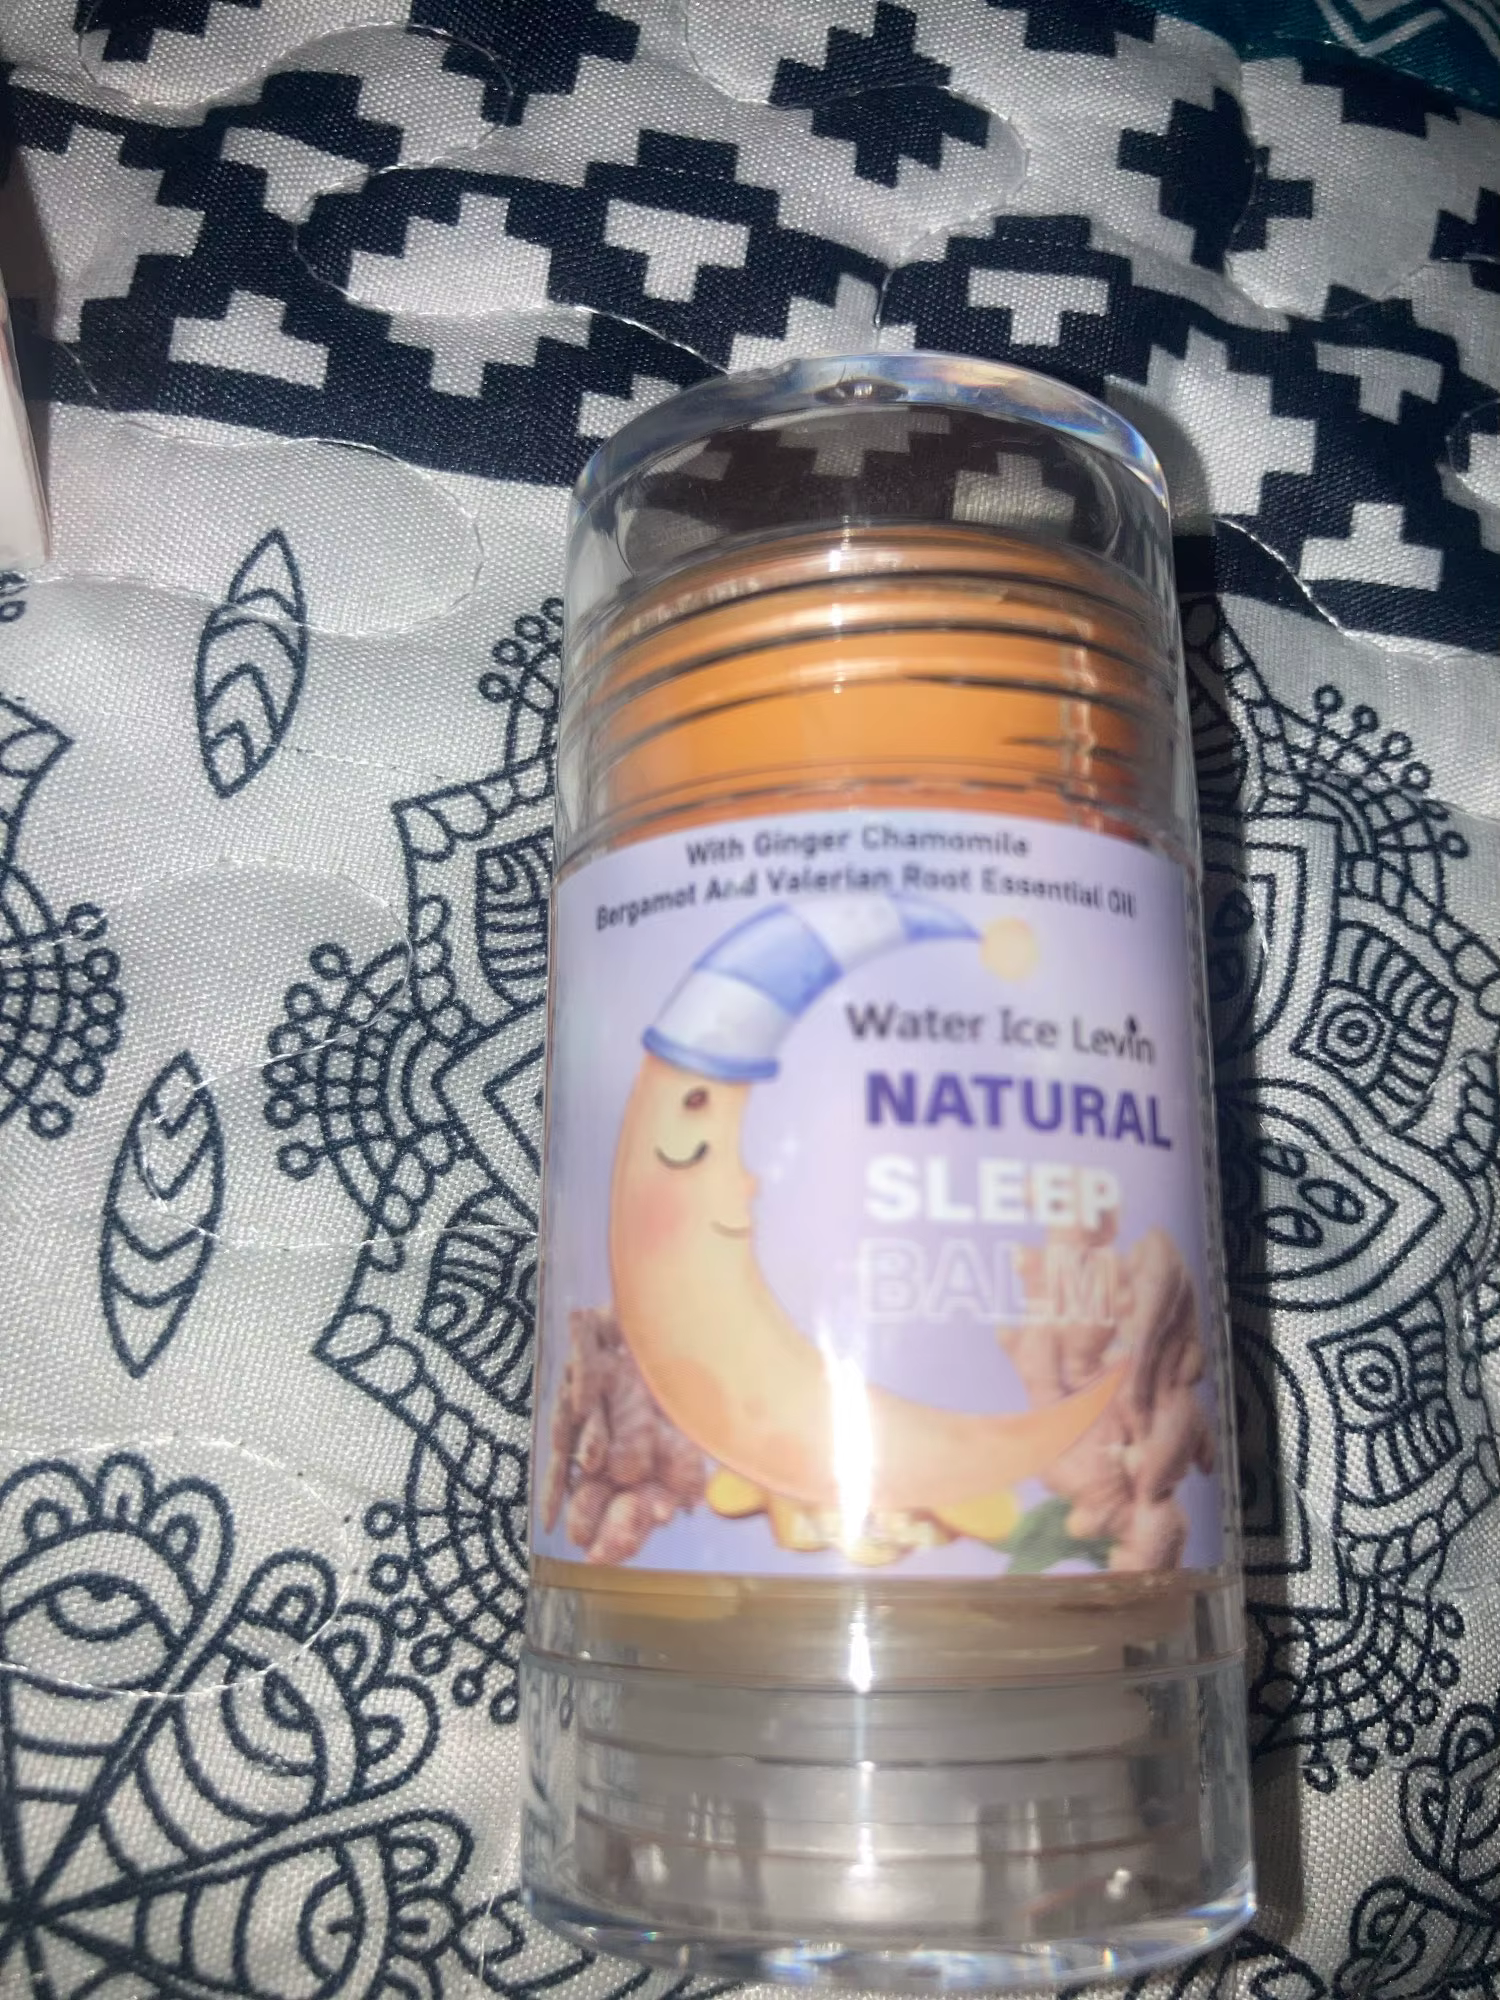 With Ginger Chamomile
Bergamot And Valerian Root Essential Oil
Water Ice Levin
NATURAL
SLEEP
BALM